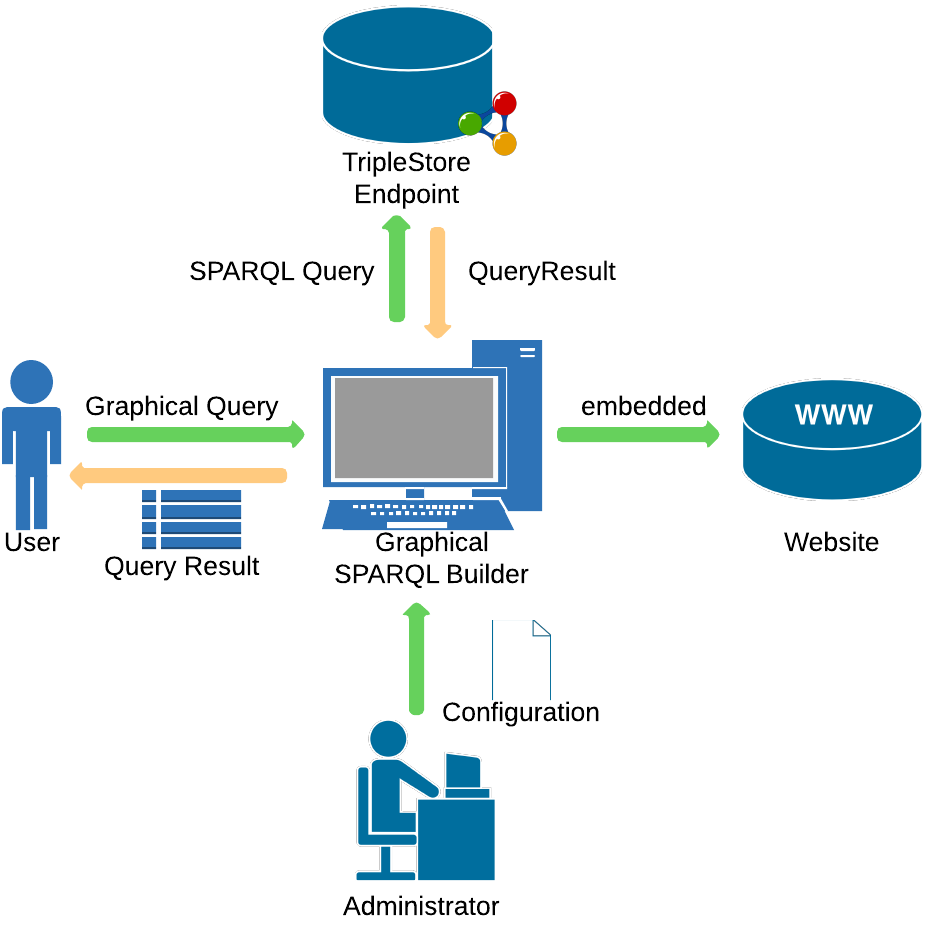 TripleStore
Endpoint
SPARQL Query
QueryResult
Graphical Query
embedded
WWW
User
Query Result
Graphical
SPARQL Builder
Website
Configuration
Administrator